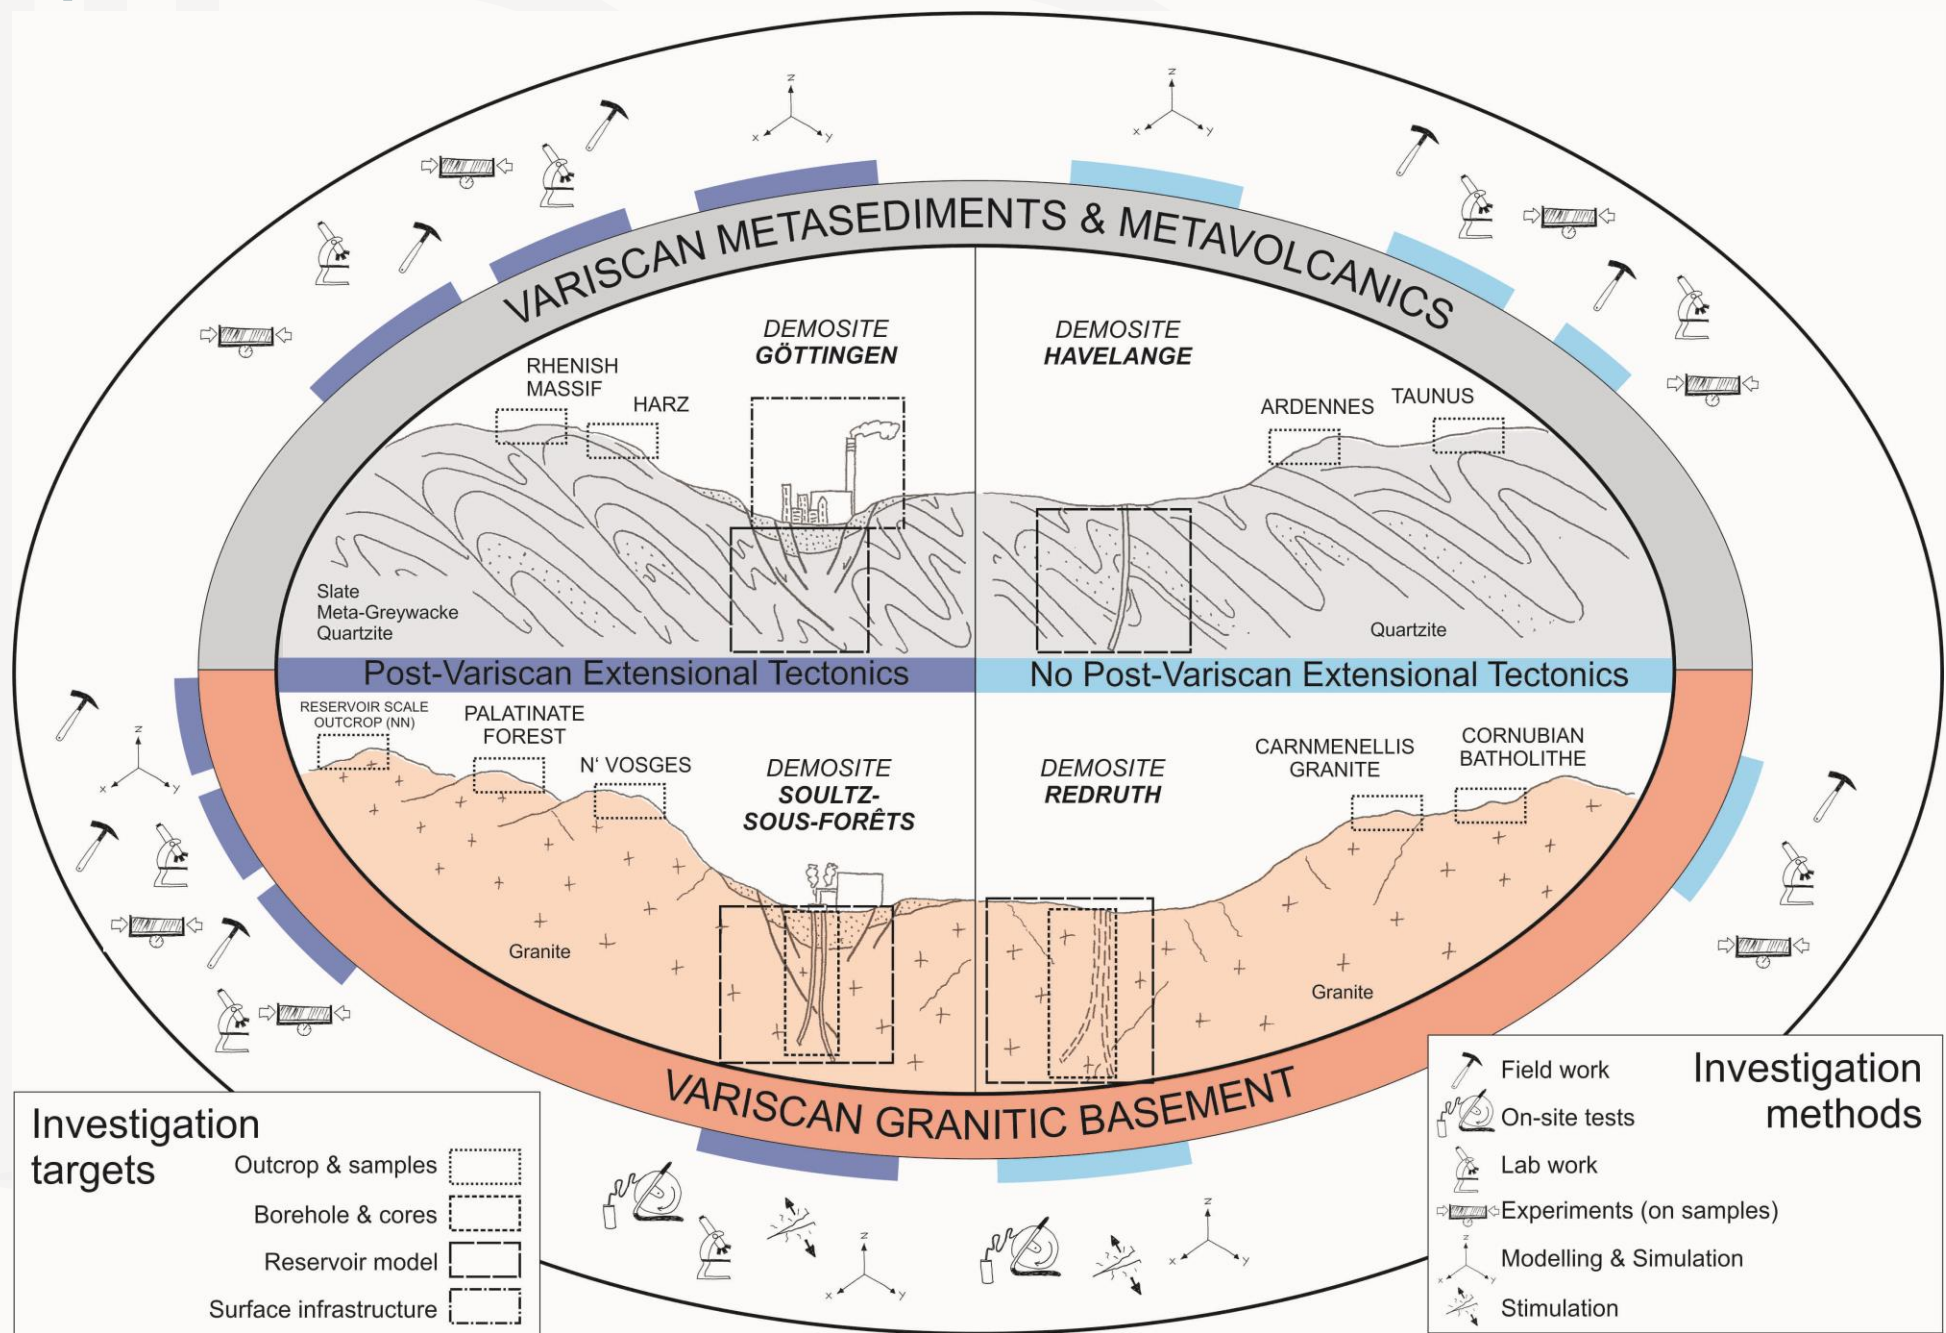 VARISCAN METASEDIMENTS & METAVOLCANICS
DEMOSITE
GÖTTINGEN
DEMOSITE
HAVELANGE
RHENISH
MASSIF
HARZ
ARDENNES
TAUNUS
Slate
Meta-Greywacke
Quartzite
Quartzite
Post-Variscan Extensional Tectonics
No Post-Variscan Extensional Tectonics
RESERVOIR SCALE
OUTCROP (NN)
PALATINATE
FOREST
N' VOSGES
DEMOSITE
SOULTZ-
SOUS-FORÊTS
DEMOSITE
REDRUTH
CARNMENELLIS
GRANITE
CORNUBIAN
BATHOLITHE
Granite
Granite
VARISCAN GRANITIC BASEMENT
Investigation
targets
Outcrop & samples
Borehole & cores
Reservoir model
Surface infrastructure
Investigation
methods
Field work
On-site tests
Lab work
Experiments (on samples)
Modelling & Simulation
Stimulation
z
x
y
z
x
y
z
x
y
z
x
y
z
x
y
z
x
y